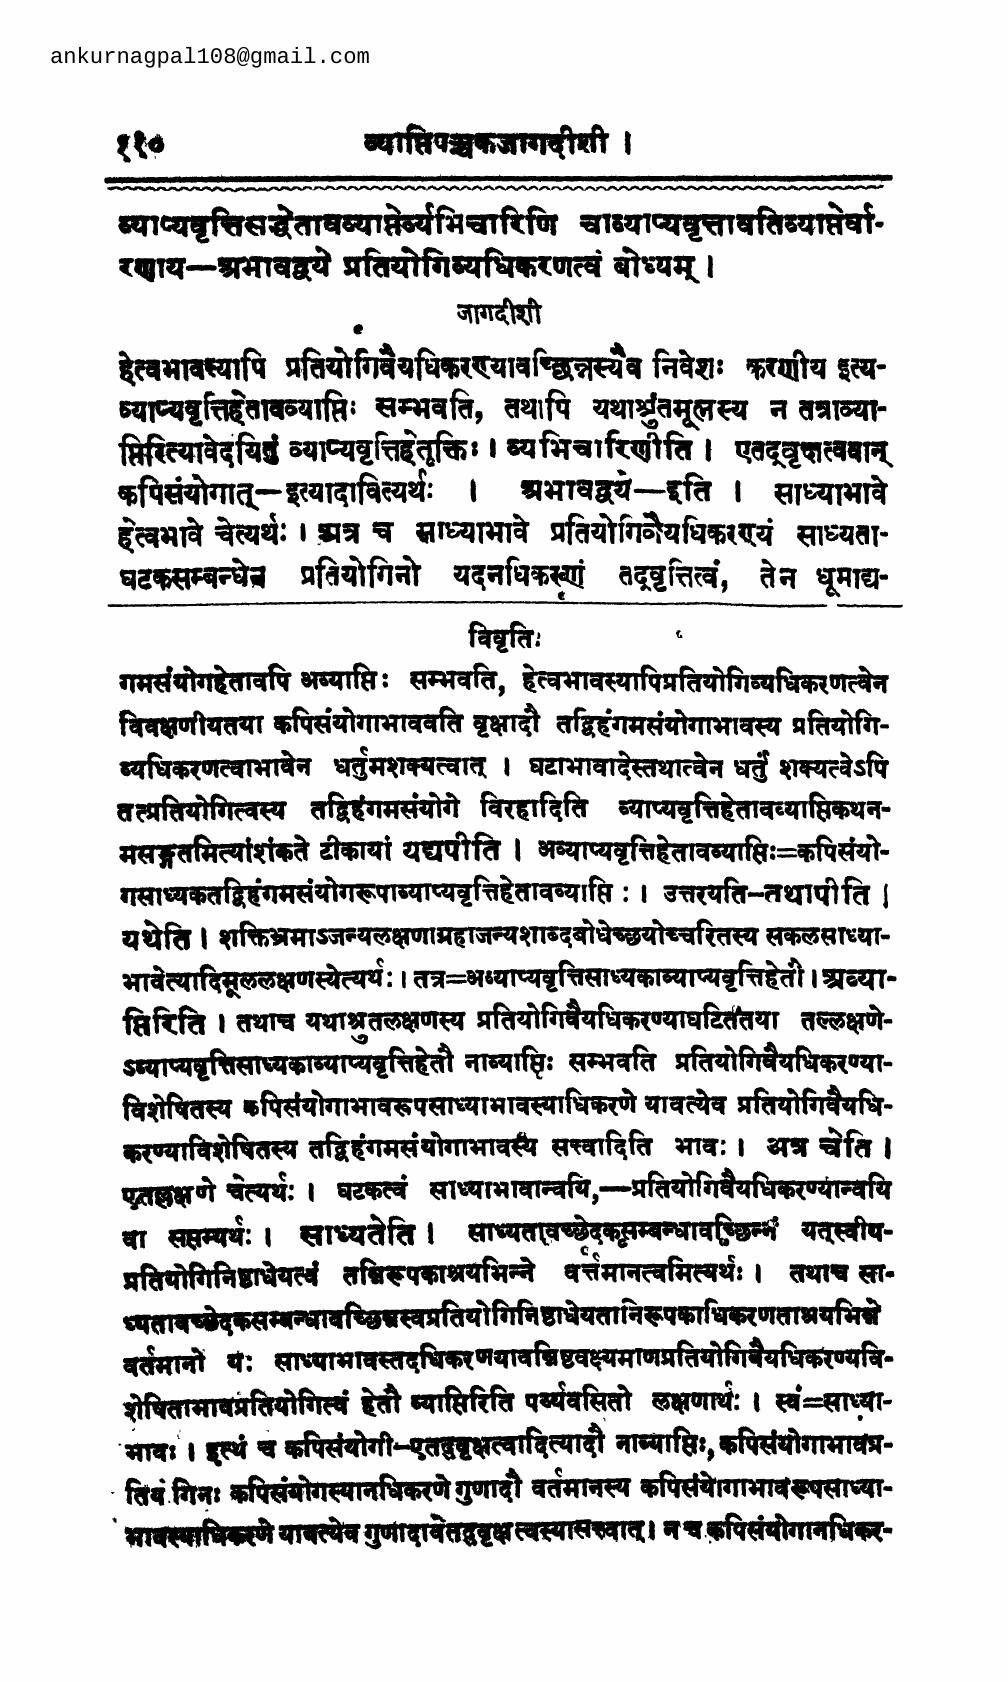 ankurnagpal108@gmail.com
११० व्याप्तिपञ्चकजागदीशी ।
व्याप्यवृत्तिसद्धेतावव्याप्तेर्व्यभिचारिणि चाव्याप्यवृत्तावतिव्याप्तेर्वा-
रणाय—अभावद्वये प्रतियोगिव्यधिकरणत्वं बोध्यम् ।
जागदीशी
हेत्वभावस्यापि प्रतियोगिवैयधिकरण्यावच्छिन्नस्यैव निवेशः करणीय इत्य-
व्याप्यवृत्तिहेतावव्याप्तिः सम्भवति, तथापि यथाश्रुतमूलस्य न तत्राव्या-
प्तिरित्यावेदयितुं व्याप्यवृत्तिहेतूक्तिः । व्यभिचारिणीति । एतद्वृक्षत्ववान्
कपिसंयोगात्—इत्यादावित्यर्थः । अभावद्वये—इति । साध्याभावे
हेत्वभावे चेत्यर्थः । अत्र च साध्याभावे प्रतियोगिवैयधिकरण्यं साध्यता-
घटकसम्बन्धेन प्रतियोगिनो यदनधिकरणं तद्वृत्तित्वं, तेन धूमाद्य-
विवृतिः
गमसंयोगहेतावपि अव्याप्तिः सम्भवति, हेत्वभावस्यापिप्रतियोगिव्यधिकरणत्वेन
विवक्षणीयतया कपिसंयोगाभाववति वृक्षादौ तद्विहंगमसंयोगाभावस्य प्रतियोगि-
व्यधिकरणत्वाभावेन धर्तुमशक्यत्वात् । घटाभावादेस्तथात्वेन धर्तुं शक्यत्वेऽपि
तत्प्रतियोगित्वस्य तद्विहंगमसंयोगे विरहादिति व्याप्यवृत्तिहेतावव्याप्तिकथन-
मसङ्गतमित्याशंकते टीकायां यद्यपीति । अव्याप्यवृत्तिहेतावव्याप्तिः=कपिसंयो-
गसाध्यकतद्विहंगमसंयोगरूपाव्याप्यवृत्तिहेतावव्याप्ति : । उत्तरयति—तथापीति |
यथेति । शक्तिभ्रमाऽजन्यलक्षणाग्रहाजन्यशाब्दबोधेच्छयोच्चरितस्य सकलसाध्या-
भावेत्यादिमूललक्षणस्येत्यर्थः । तत्र=अव्याप्यवृत्तिसाध्यकाव्याप्यवृत्तिहेतौ । अव्या-
प्तिरिति । तथाच यथाश्रुतलक्षणस्य प्रतियोगिवैयधिकरण्याघटिततया तल्लक्षणे-
ऽव्याप्यवृत्तिसाध्यकाव्याप्यवृत्तिहेतौ नाव्याप्तिः सम्भवति प्रतियोगिवैयधिकरण्या-
विशेषितस्य कपिसंयोगाभावरूपसाध्याभावस्याधिकरणे यावत्येव प्रतियोगिवैयधि-
करण्याविशेषितस्य तद्विहंगमसंयोगाभावस्य सत्त्वादिति भावः । अत्र चेति ।
एतल्लक्षणे चेत्यर्थः । घटकत्वं साध्याभावान्वयि,—प्रतियोगिवैयधिकरण्यान्वयि
वा सप्तम्यर्थः । साध्यतेति । साध्यतावच्छेदकसम्बन्धावच्छिन्नं यत्स्वीय-
प्रतियोगिनिष्ठाधेयत्वं तन्निरूपकाश्रयभिन्ने वर्त्तमानत्वमित्यर्थः । तथाच सा-
ध्यतावच्छेदकसम्बन्धावच्छिन्नस्वप्रतियोगिनिष्ठाधेयतानिरूपकाधिकरणताश्रयभिन्ने
वर्तमानो यः साध्याभावस्तदधिकरणयावन्निष्ठवक्ष्यमाणप्रतियोगिवैयधिकरण्यवि-
शेषिताभावप्रतियोगित्वं हेतौ व्याप्तिरिति पर्य्यवसितो लक्षणार्थः । स्वं=साध्या-
भावः । इत्थं च कपिसंयोगी—एतद्वृक्षत्वादित्यादौ नाव्याप्तिः, कपिसंयोगाभावप्र-
तियोगिनः कपिसंयोगस्यानधिकरणे गुणादौ वर्तमानस्य कपिसंयोगाभावरूपसाध्या-
भावस्याधिकरणे यावत्येव गुणादावेतद्वृक्षत्वस्यासत्त्वात् । न च कपिसंयोगानधिकर-